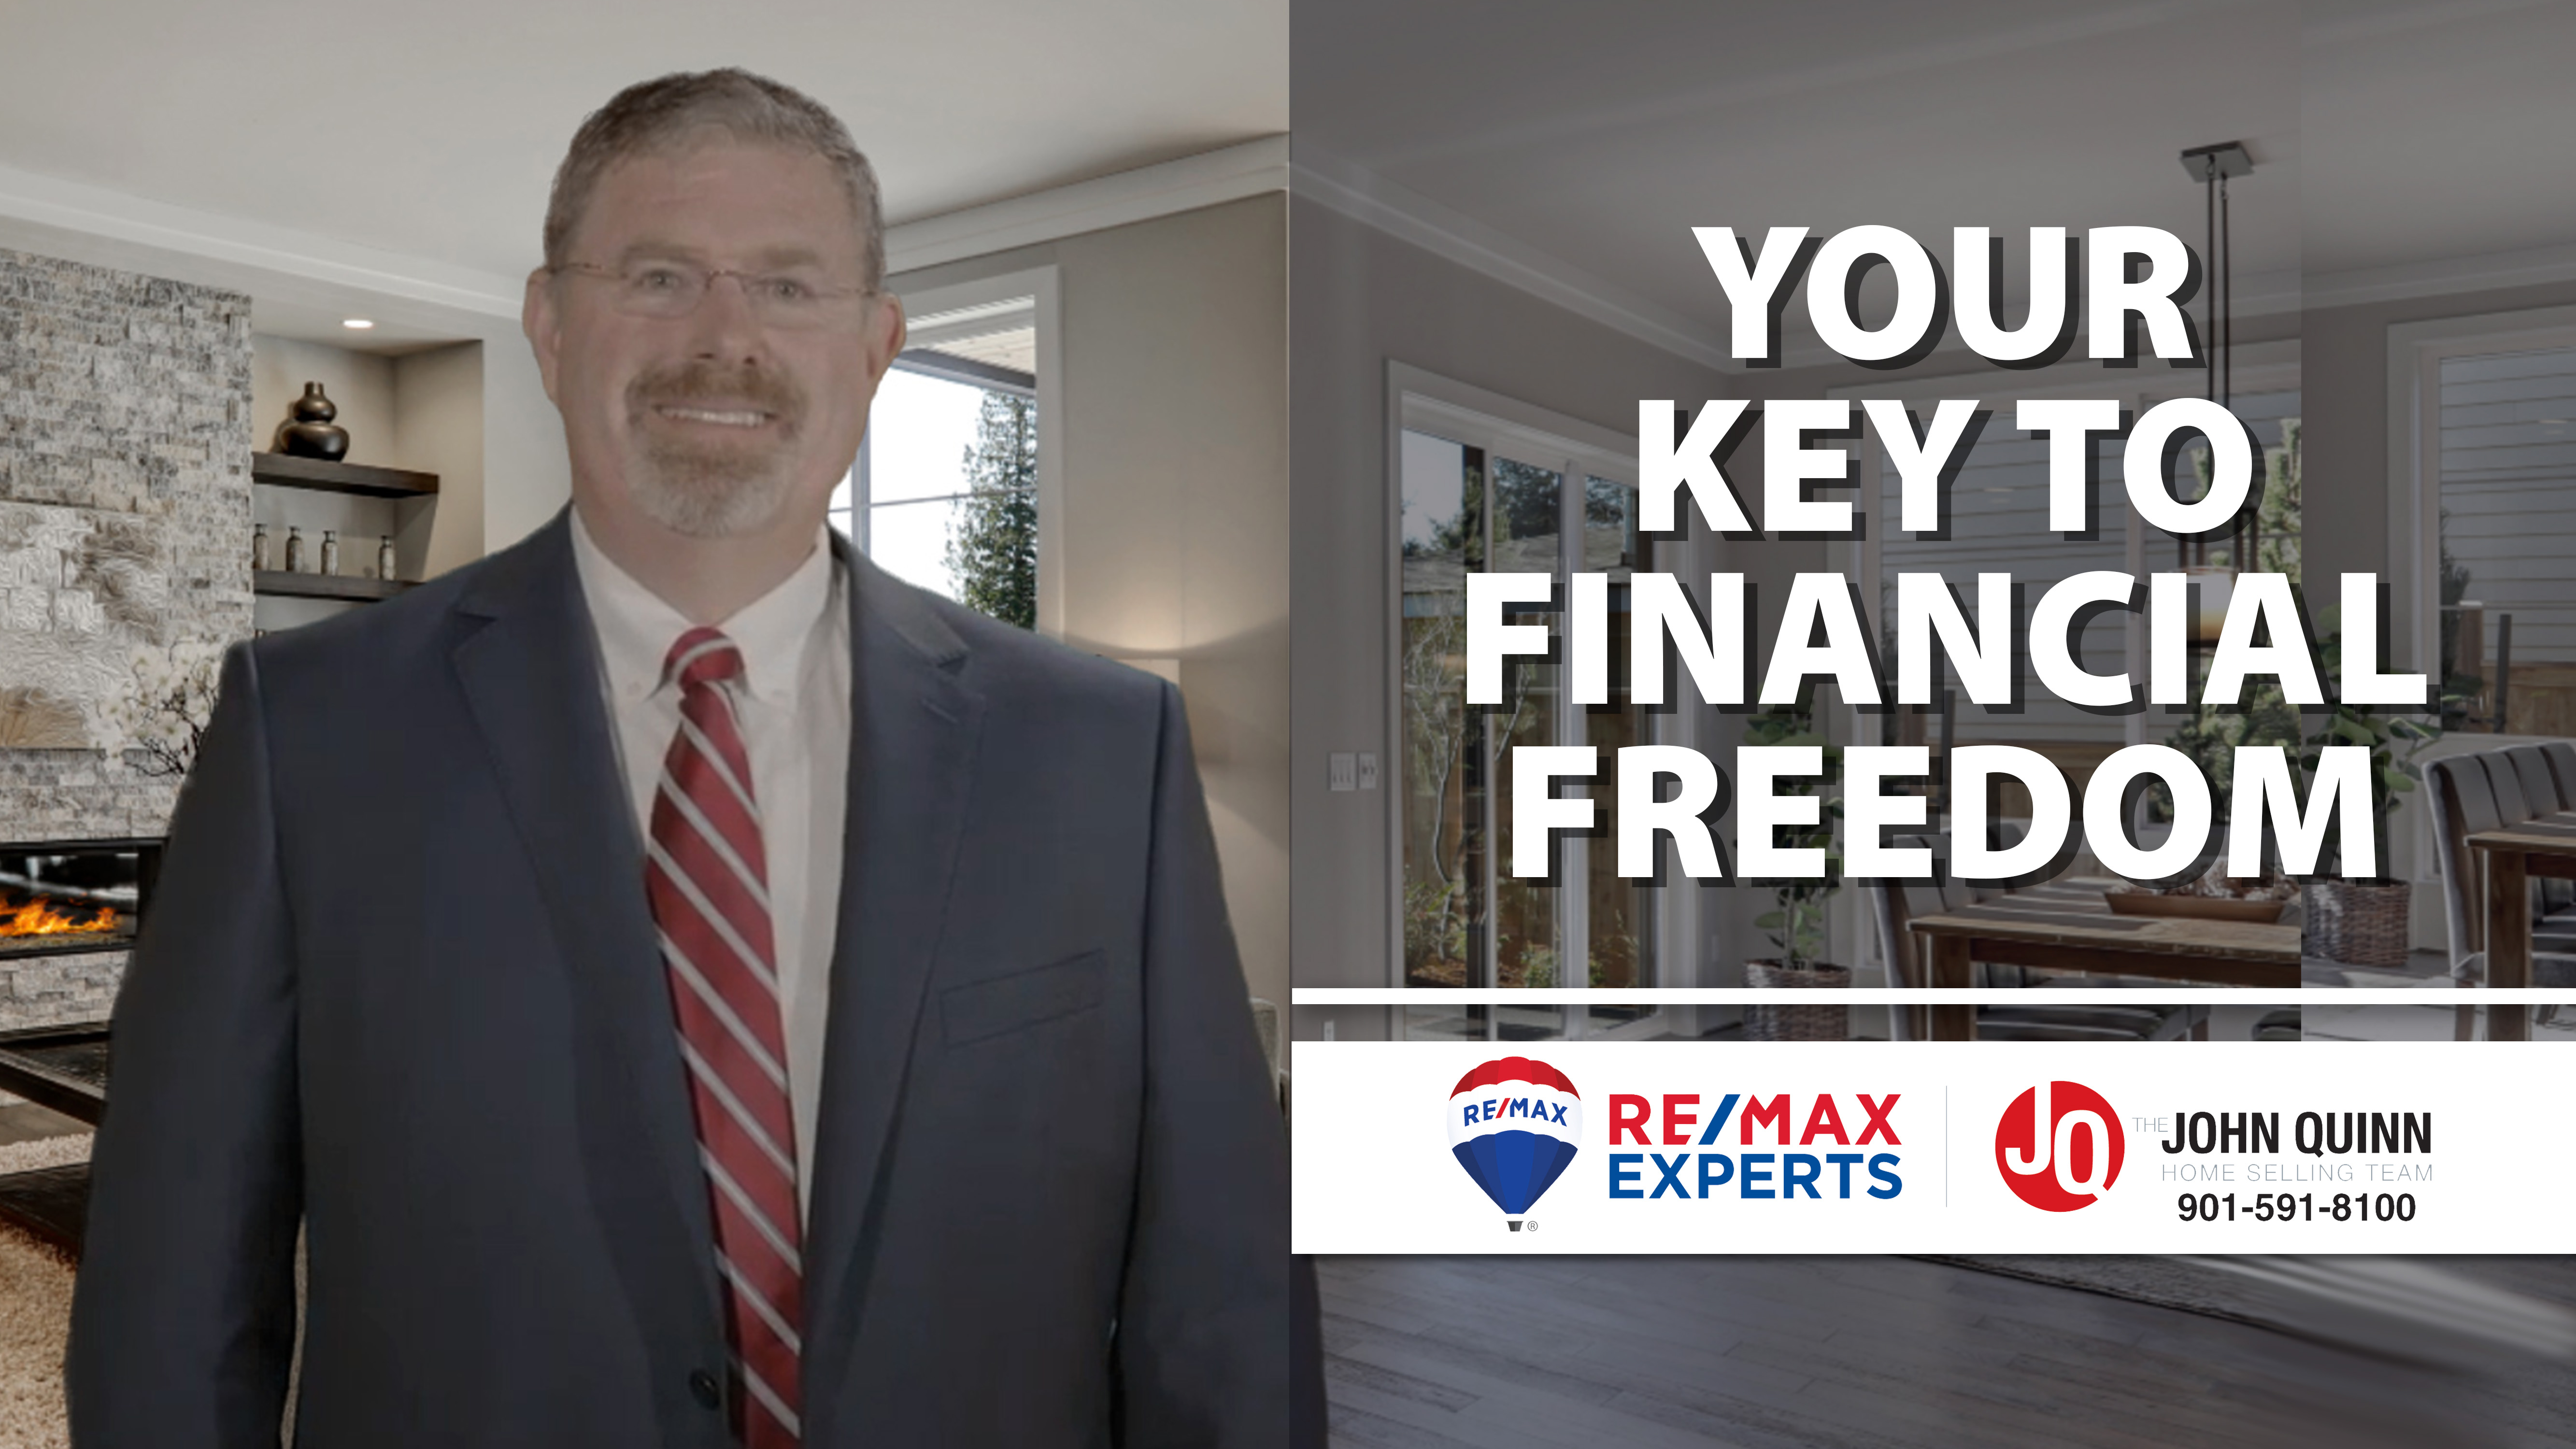 YOUR
KEY TO
FINANCIAL
FREEDOM
RE/MAX
RE/MAX
EXPERTS
®
JQ
THE JOHN QUINN
HOME SELLING TEAM
901-591-8100